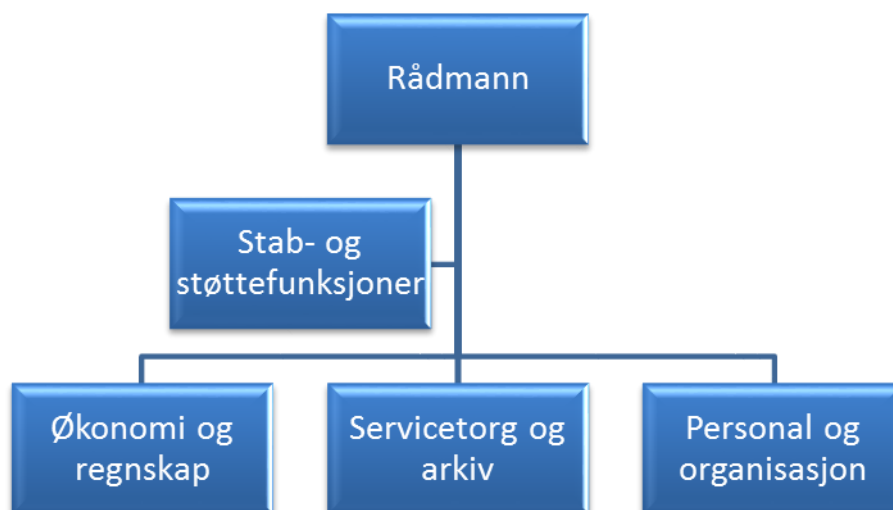 Rådmann
Stab- og
støttefunksjoner
Økonomi og
regnskap
Servicetorg og
arkiv
Personal og
organisasjon